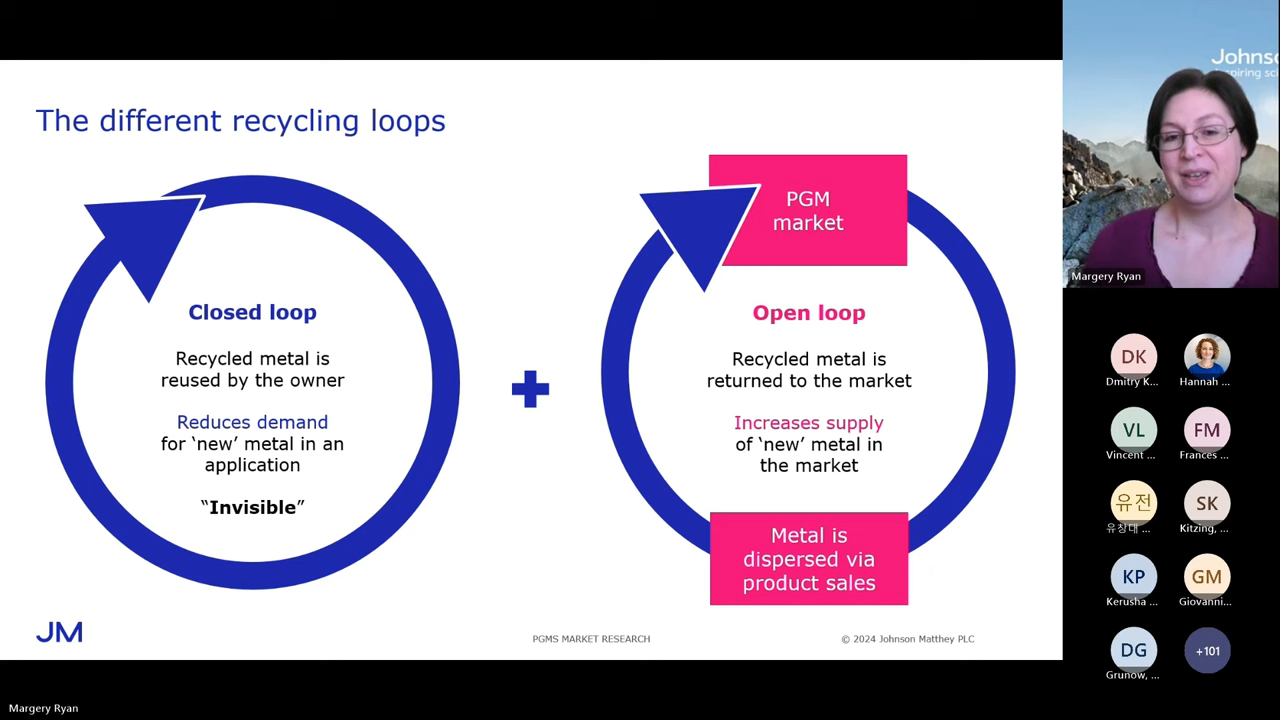 The different recycling loops
Closed loop
Recycled metal is
reused by the owner
Reduces demand
for ‘new’ metal in an
application
“Invisible”
PGM
market
Open loop
Recycled metal is
returned to the market
Increases supply
of ‘new’ metal in
the market
Metal is
dispersed via
product sales
JM
PGMS MARKET RESEARCH
© 2024 Johnson Matthey PLC
Margery Ryan
Margery Ryan
DK
Dmitry K...
Hannah ...
VL
Vincent ...
FM
Frances ...
유전
유창대 ...
SK
Kitzing, ...
KP
Kerusha ...
GM
Giovanni...
DG
Grunow, ...
+101